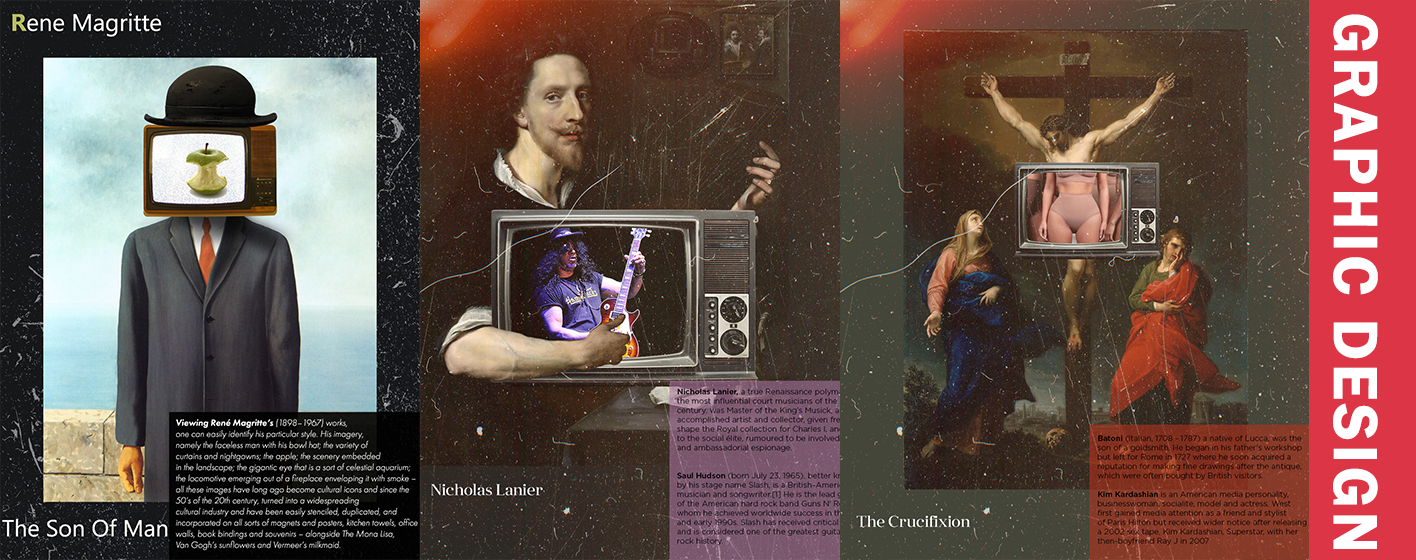 Rene Magritte
Viewing René Magritte's (1898–1967) works,
one can easily identify his particular style. His imagery,
namely the faceless man with his bowl hat; the variety of
curtains and nightgowns; the apple; the scenery embedded
in the landscape; the gigantic eye that is a sort of celestial aquarium;
the locomotive emerging out of a fireplace enveloping it with smoke –
all these images have long ago become cultural icons and since the
50's of the 20th century, turned into a widespreading
cultural industry and have been easily stenciled, duplicated, and
incorporated on all sorts of magnets and posters, kitchen towels, office
walls, book bindings and souvenirs – alongside The Mona Lisa,
Van Gogh's sunflowers and Vermeer's milkmaid.
The Son Of Man
Nicholas Lanier, a true Renaissance polym
the most influential court musicians of the
century, was Master of the King's Musick, a
accomplished artist and collector, given fre
shape the Royal collection for Charles I, an
to the social élite, rumoured to be involved
and ambassadorial espionage.
Saul Hudson (born July 23, 1965), better kn
by his stage name Slash, is a British-Ameri
musician and songwriter.[1] He is the lead g
of the American hard rock band Guns N' R
whom he achieved worldwide success in th
and early 1990s. Slash has received critical
and is considered one of the greatest guita
rock history.
Nicholas Lanier
Batoni (Italian, 1708 –1787) a native of Lucca, was the
son of a goldsmith. He began in his father's workshop
but left for Rome in 1727 where he soon acquired a
reputation for making fine drawings after the antique,
which were often bought by British visitors.
Kim Kardashian is an American media personality,
businesswoman, socialite, model and actress. West
first gained media attention as a friend and stylist
of Paris Hilton but received wider notice after releasing
a 2002 sex tape, Kim Kardashian, Superstar, with her
then-boyfriend Ray J in 2007
The Crucifixion
GRAPHIC DESIGN